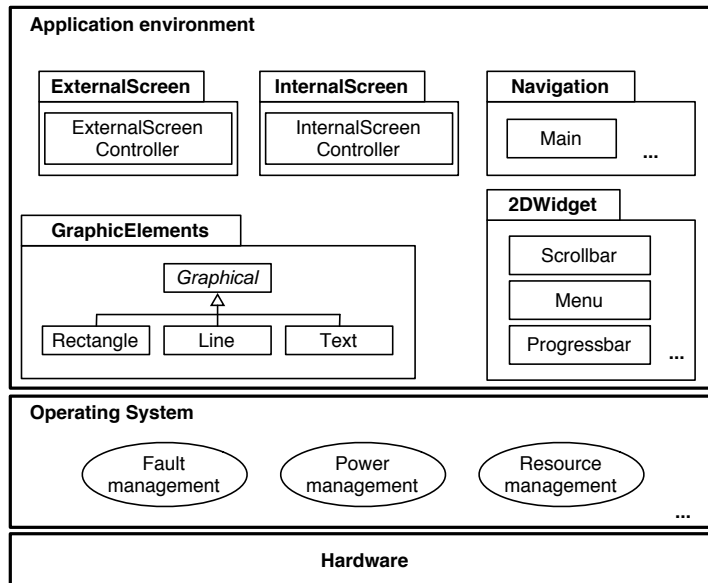 Application environment
ExternalScreen
ExternalScreen
Controller
InternalScreen
InternalScreen
Controller
Navigation
Main
...
GraphicElements
Graphical
Rectangle
Line
Text
2DWidget
Scrollbar
Menu
Progressbar
...
Operating System
Fault
management
Power
management
Resource
management
...
Hardware